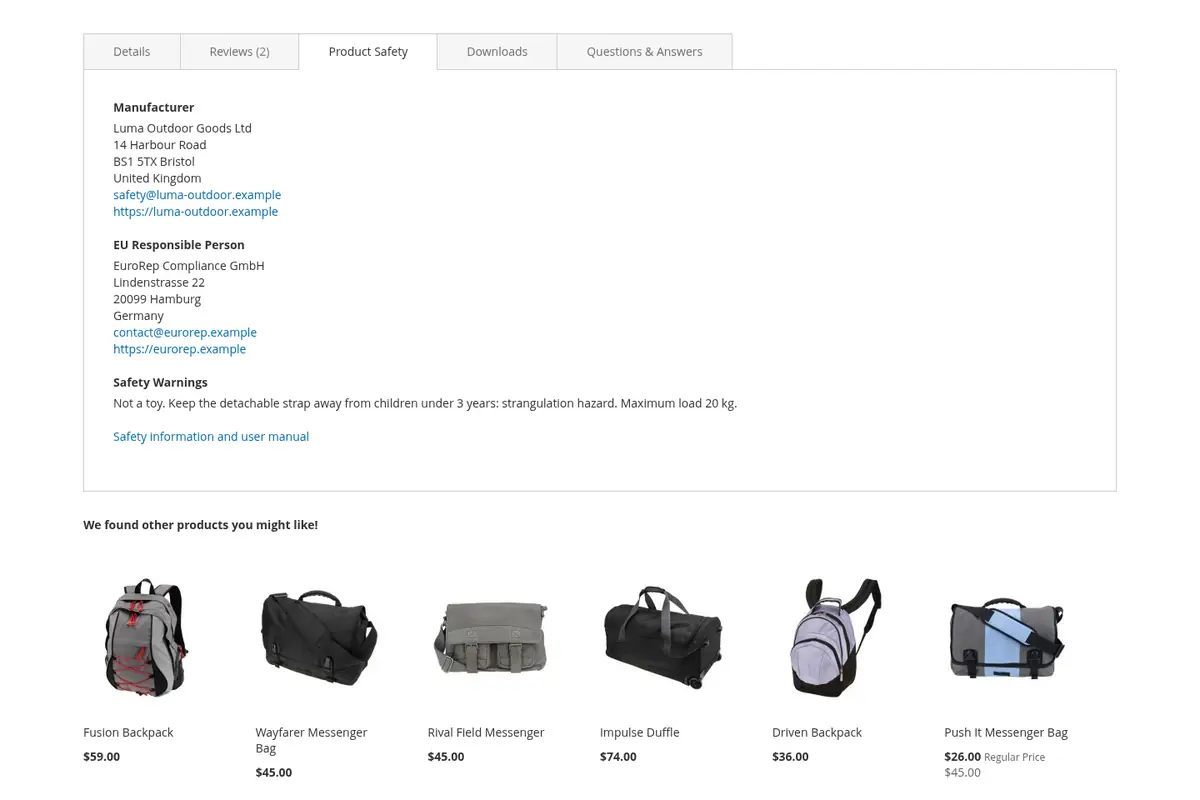 Details
Reviews (2)
Product Safety
Downloads
Questions & Answers
Manufacturer
Luma Outdoor Goods Ltd
14 Harbour Road
BS1 5TX Bristol
United Kingdom
safety@luma-outdoor.example
https://luma-outdoor.example
EU Responsible Person
EuroRep Compliance GmbH
Lindenstrasse 22
20099 Hamburg
Germany
contact@eurorep.example
https://eurorep.example
Safety Warnings
Not a toy. Keep the detachable strap away from children under 3 years: strangulation hazard. Maximum load 20 kg.
Safety information and user manual
We found other products you might like!
Fusion Backpack
$59.00
Wayfarer Messenger
Bag
$45.00
Rival Field Messenger
$45.00
Impulse Duffle
$74.00
Driven Backpack
$36.00
Push It Messenger Bag
$26.00 Regular Price
$45.00